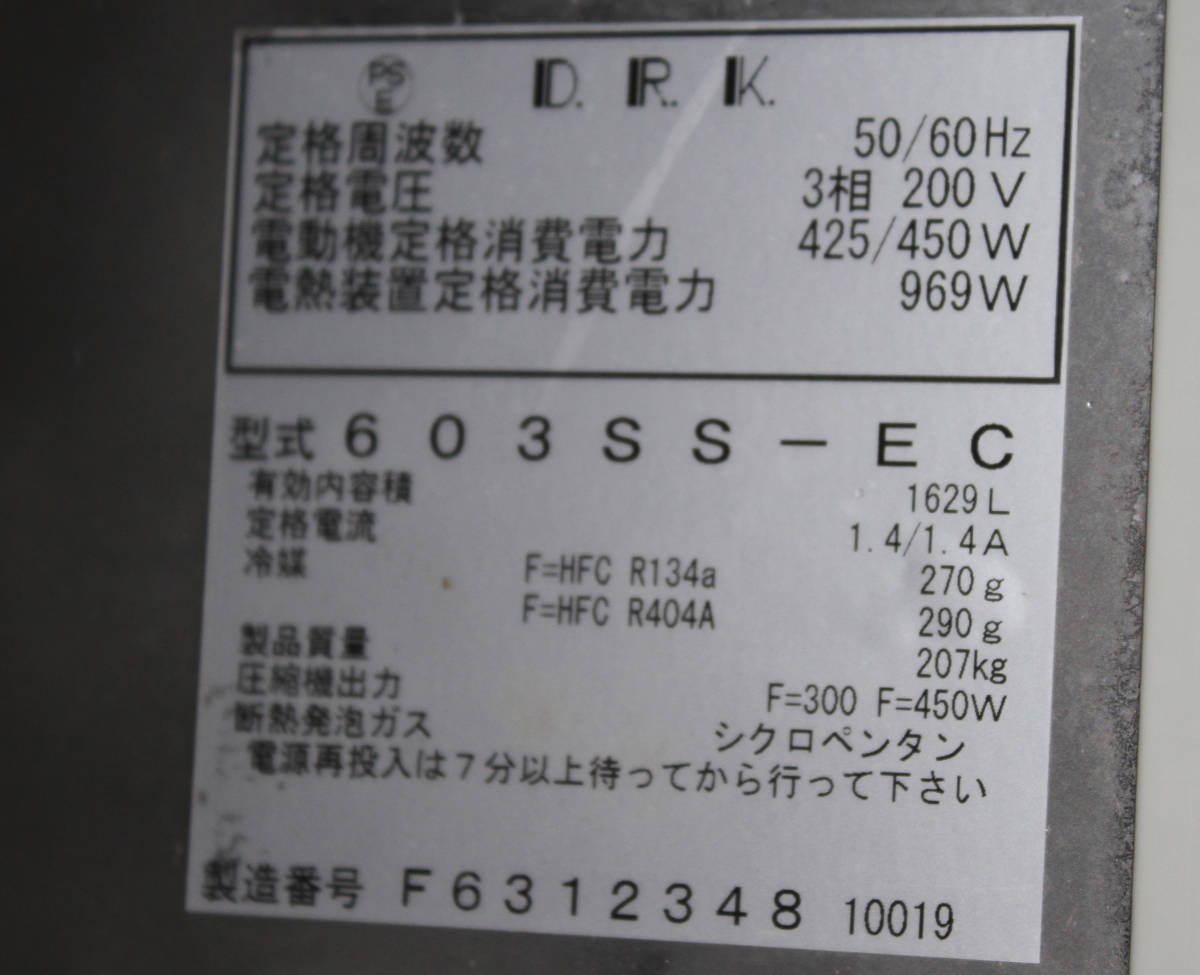 PS E D.R.K.
定格周波数 50/60Hz
定格電圧 3相 200V
電動機定格消費電力 425/450W
電熱装置定格消費電力 969W
型式 603SS-EC
有効内容積 1629L
定格電流 1.4/1.4A
冷媒 F=HFC R134a 270g
F=HFC R404A 290g
製品質量 207kg
圧縮機出力 F=300 F=450W
断熱発泡ガス シクロペンタン
電源再投入は7分以上待ってから行って下さい
製造番号 F6312348 10019